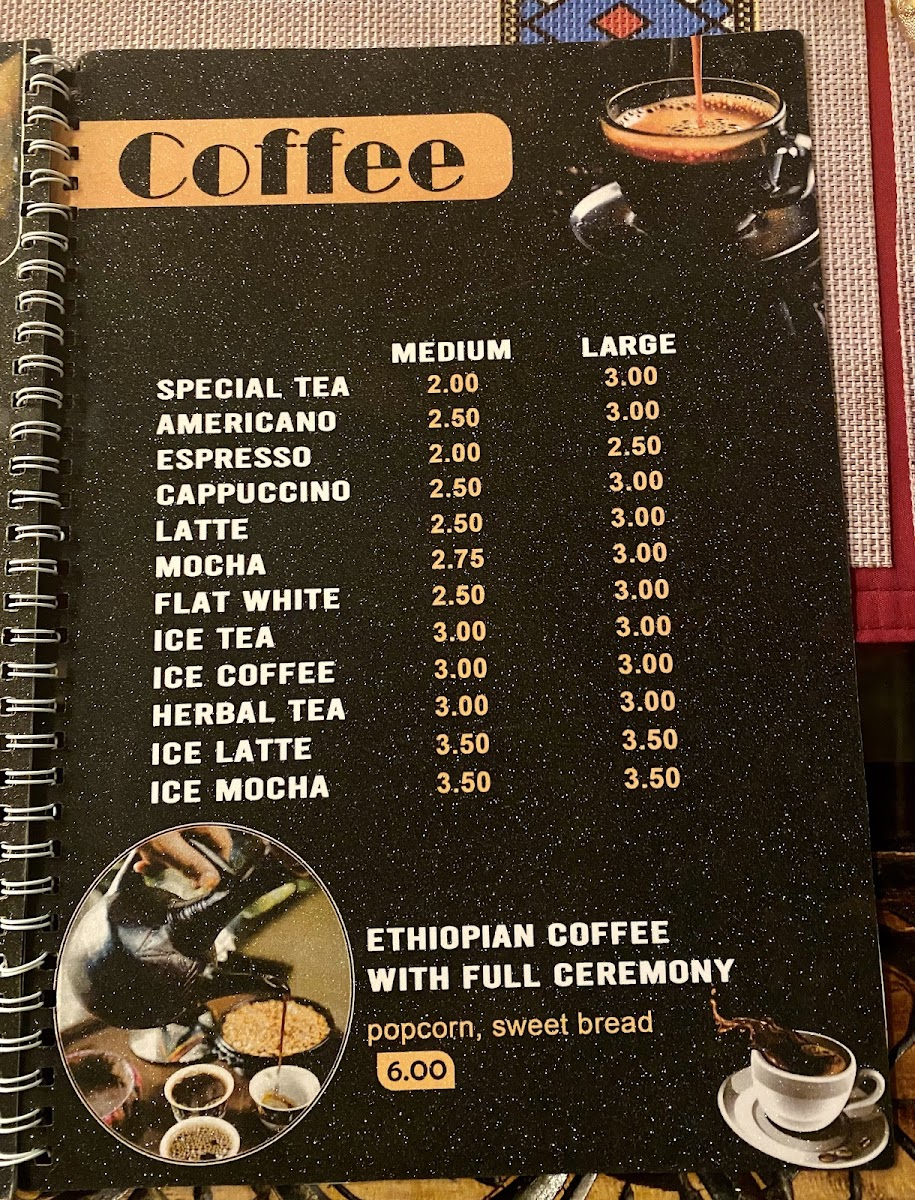 Coffee
MEDIUM LARGE
SPECIAL TEA 2.00 3.00
AMERICANO 2.50 3.00
ESPRESSO 2.00 2.50
CAPPUCCINO 2.50 3.00
LATTE 2.50 3.00
MOCHA 2.75 3.00
FLAT WHITE 2.50 3.00
ICE TEA 3.00 3.00
ICE COFFEE 3.00 3.00
HERBAL TEA 3.00 3.00
ICE LATTE 3.50 3.50
ICE MOCHA 3.50 3.50
ETHIOPIAN COFFEE
WITH FULL CEREMONY
popcorn, sweet bread
6.00